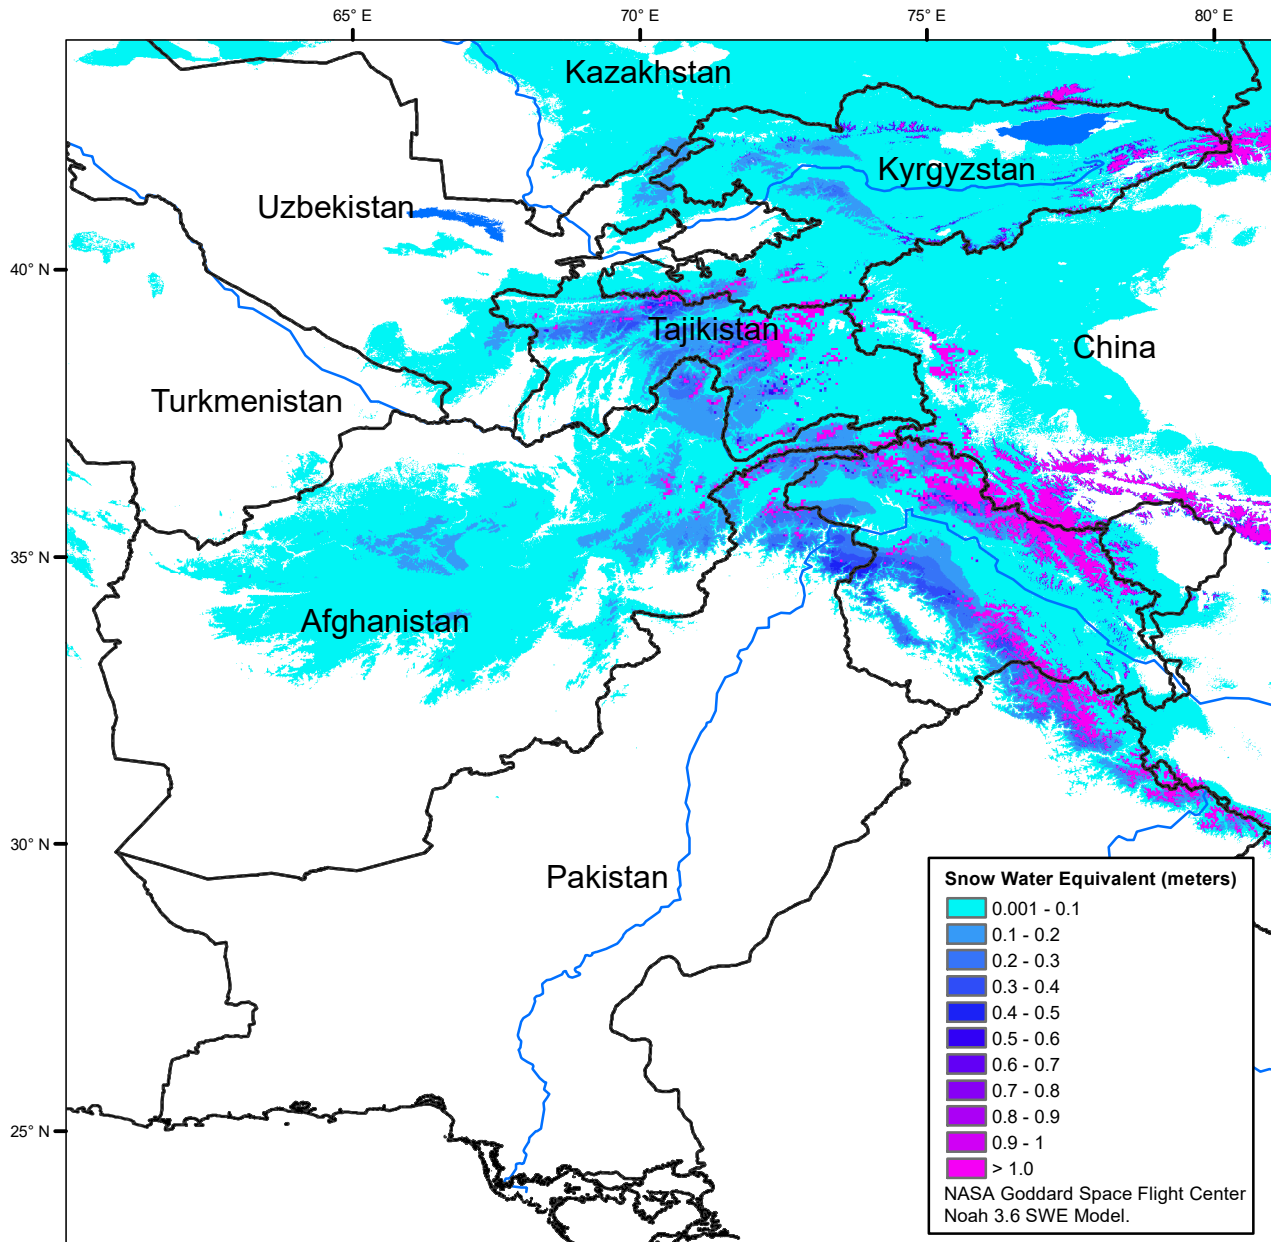 65° E
70° E
75° E
80° E
Kazakhstan
Kyrgyzstan
Uzbekistan
40° N
Tajikistan
China
Turkmenistan
35° N
Afghanistan
30° N
Pakistan
25° N
Snow Water Equivalent (meters)
0.001 - 0.1
0.1 - 0.2
0.2 - 0.3
0.3 - 0.4
0.4 - 0.5
0.5 - 0.6
0.6 - 0.7
0.7 - 0.8
0.8 - 0.9
0.9 - 1
> 1.0
NASA Goddard Space Flight Center
Noah 3.6 SWE Model.